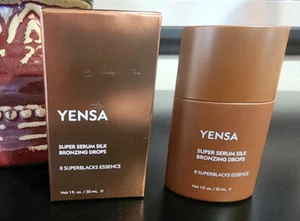 YENSA
SUPER SERUM SILK
BRONZING DROPS
8 SUPERBLACKS ESSENCE
Net 1 fl. oz. / 30 mL. ℮
YENSA
SUPER SERUM SILK
BRONZING DROPS
8 SUPERBLACKS ESSENCE
Net 1 fl. oz. / 30 mL. ℮